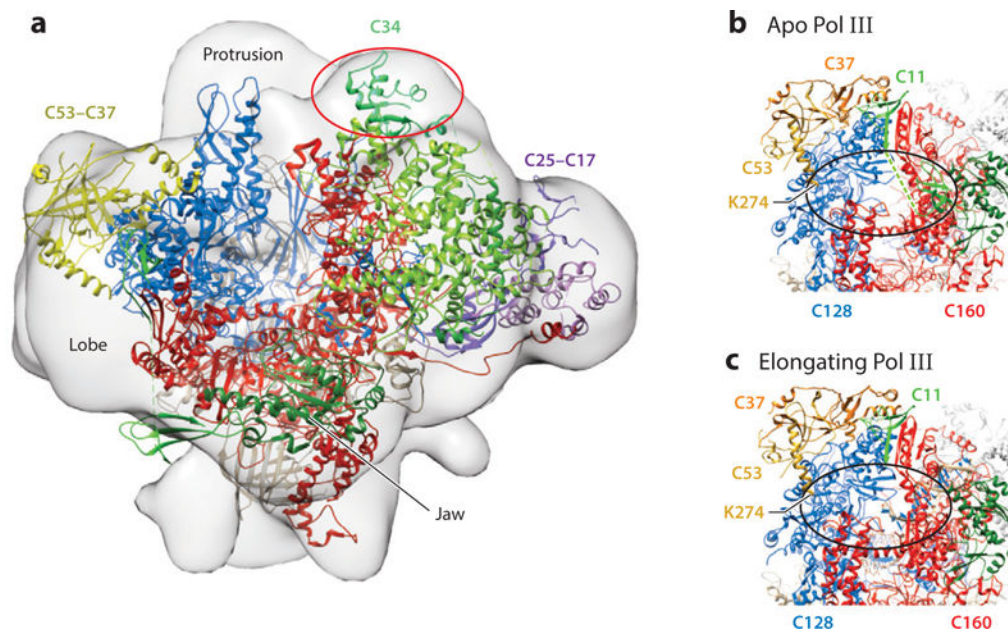 a
C34
Protrusion
C53–C37
C25–C17
Lobe
Jaw
b Apo Pol III
C37
C11
C53
K274
C128
C160
c Elongating Pol III
C37
C11
C53
K274
C128
C160